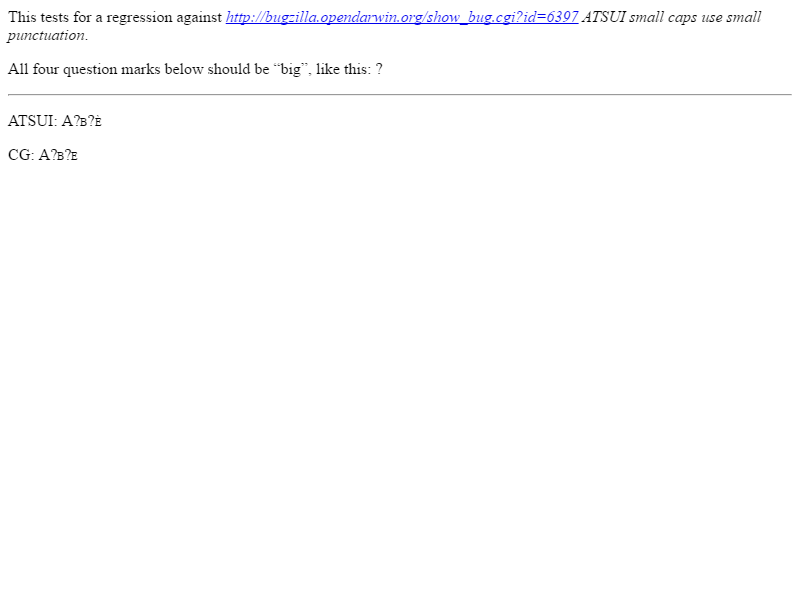 This tests for a regression against http://bugzilla.opendarwin.org/show_bug.cgi?id=6397 ATSUI small caps use small
punctuation.
All four question marks below should be “big”, like this: ?
ATSUI: A?ʙ?ᴇ̀
CG: A?ʙ?ᴇ